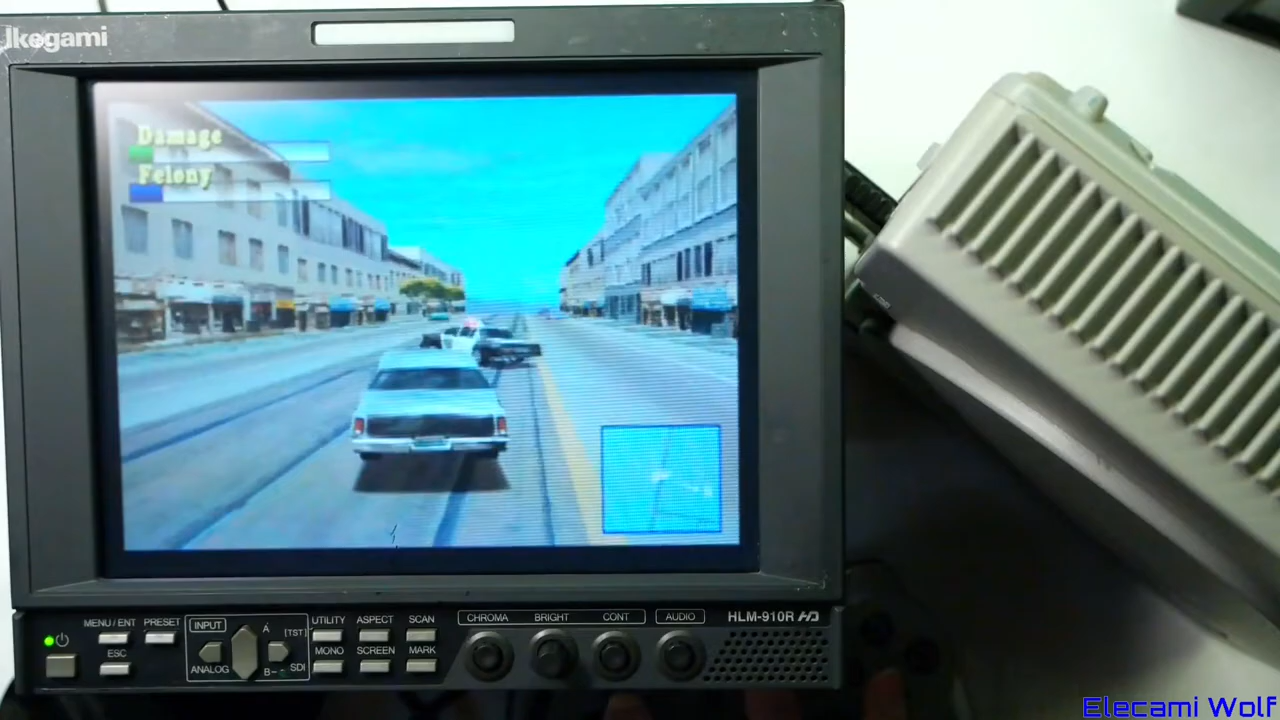 Ikegami
Damage
Felony
MENU/ENT PRESET
ESC
INPUT
ANALOG
A
B
[TST]
SDI
UTILITY ASPECT SCAN
MONO SCREEN MARK
CHROMA BRIGHT CONT AUDIO
HLM-910R HD
Elecami Wolf